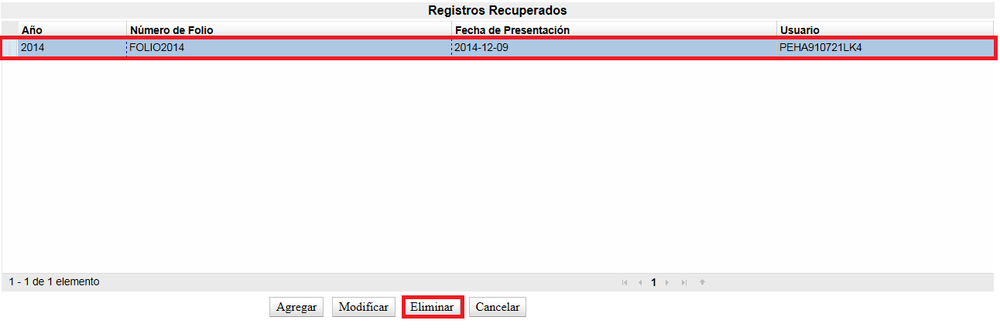 Registros Recuperados
Año Número de Folio Fecha de Presentación Usuario
2014 FOLIO2014 2014-12-09 PEHA910721LK4
1 - 1 de 1 elemento 1
Agregar Modificar Eliminar Cancelar